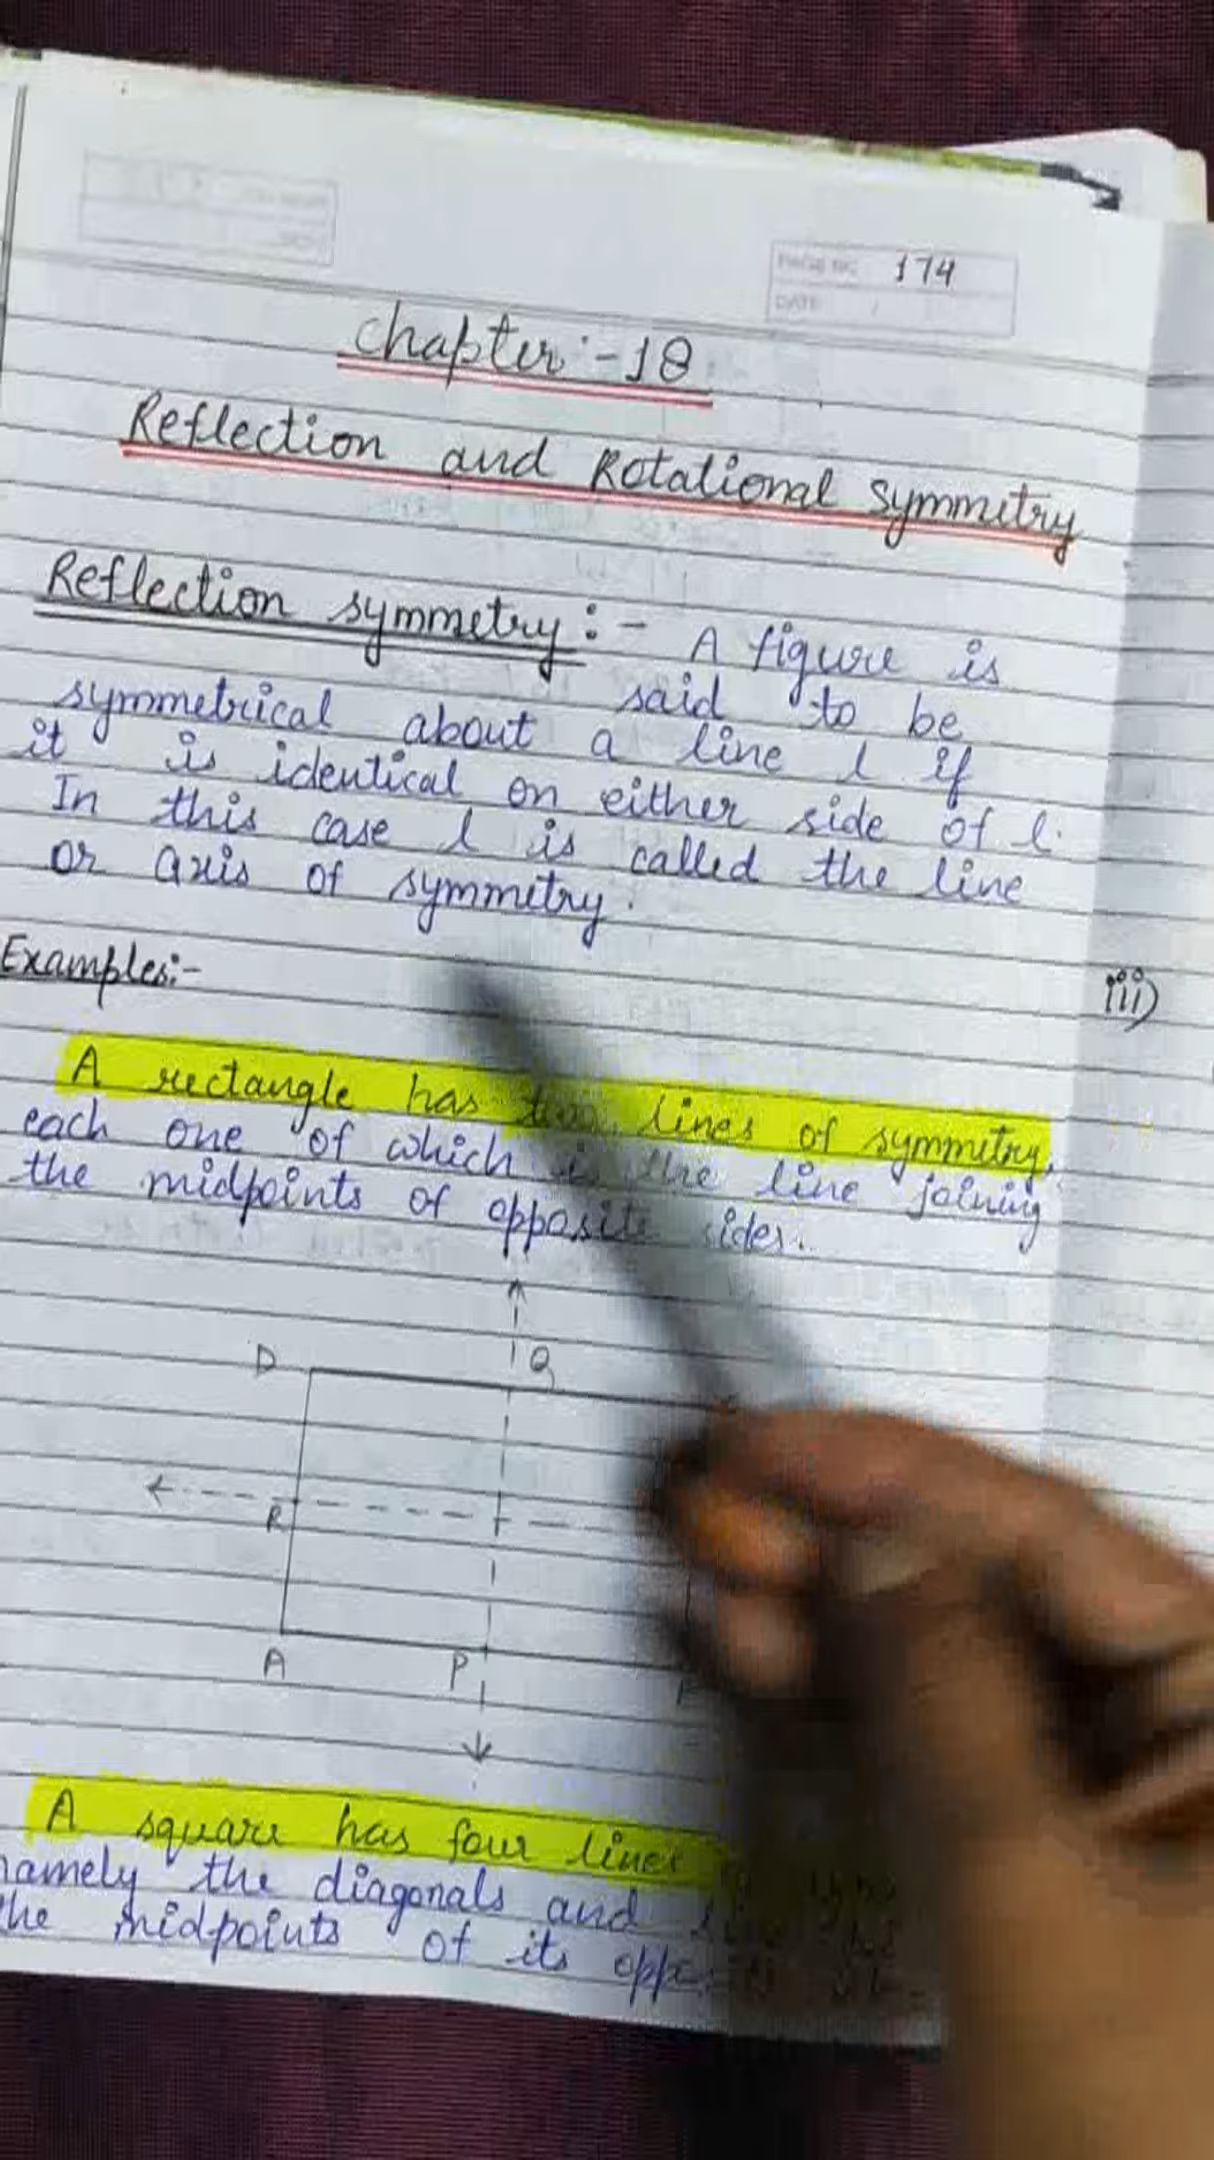 PAGE NO. 174
DATE
Chapter :- 18
Reflection and Rotational Symmetry
Reflection symmetry :- A figure is
said to be
symmetrical about a line l if
it is identical on either side of l.
In this case l is called the line
or axis of symmetry.
Examples:-
iii)
A rectangle has two lines of symmetry,
each one of which is the line joining
the midpoints of opposite sides.
D Q
R
A P
A square has four lines
namely the diagonals and
the midpoints of its